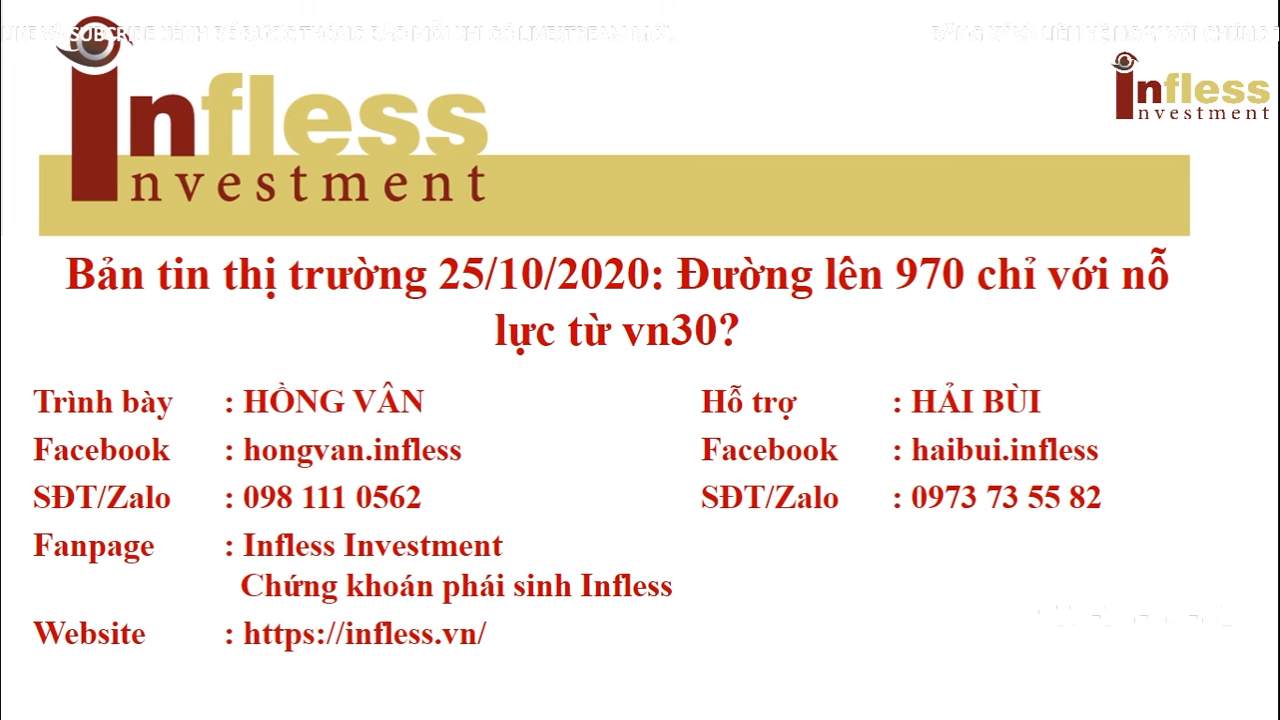 SUBCRIBE
Infless
Investment
Infless
Investment
Bản tin thị trường 25/10/2020: Đường lên 970 chỉ với nỗ
lực từ vn30?
Trình bày : HỒNG VÂN
Facebook : hongvan.infless
SĐT/Zalo : 098 111 0562
Fanpage : Infless Investment
Chứng khoán phái sinh Infless
Website : https://infless.vn/
Hỗ trợ : HẢI BÙI
Facebook : haibui.infless
SĐT/Zalo : 0973 73 55 82